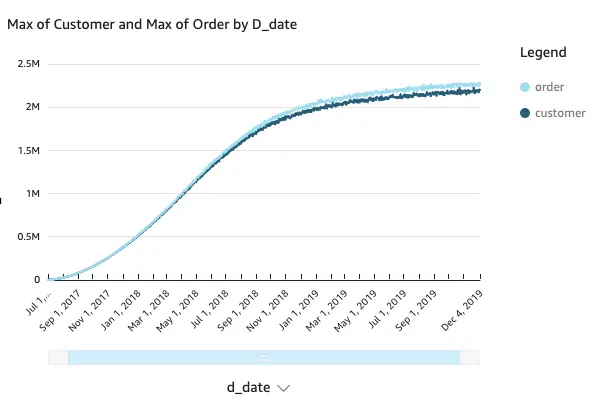 Max of Customer and Max of Order by D_date
Legend
order
customer
2.5M
2M
1.5M
1M
0.5M
0
Jul 1,...
Sep 1, 2017
Nov 1, 2017
Jan 1, 2018
Mar 1, 2018
May 1, 2018
Jul 1, 2018
Sep 1, 2018
Nov 1, 2018
Jan 1, 2019
Mar 1, 2019
May 1, 2019
Jul 1, 2019
Sep 1, 2019
Dec 4, 2019
d_date